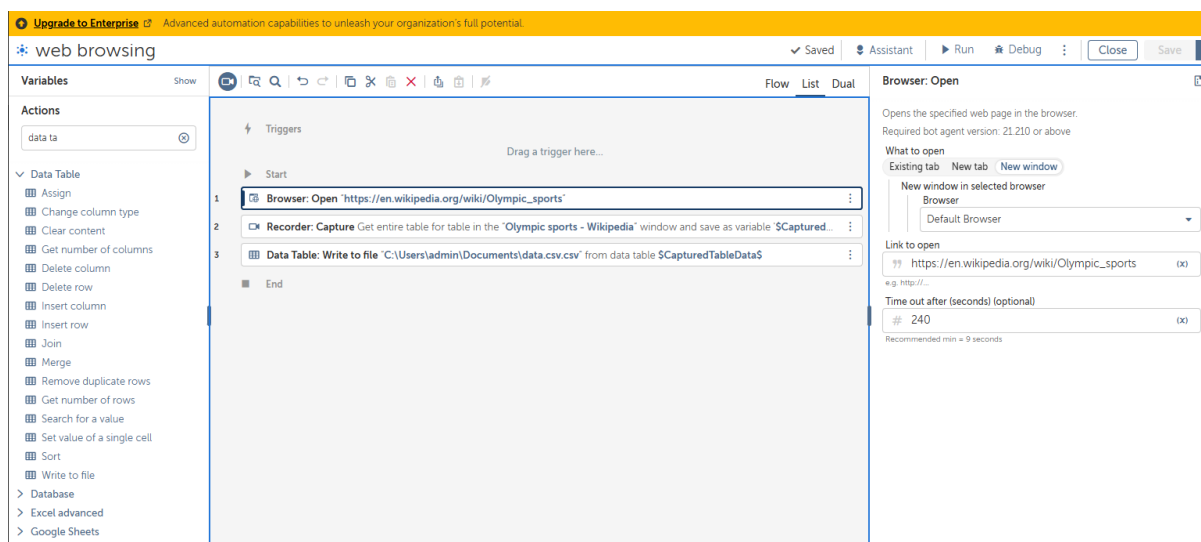 Upgrade to Enterprise Advanced automation capabilities to unleash your organization's full potential.
web browsing
Saved
Assistant
Run
Debug
Close
Save
Variables
Show
Actions
data ta
Data Table
Assign
Change column type
Clear content
Get number of columns
Delete column
Delete row
Insert column
Insert row
Join
Merge
Remove duplicate rows
Get number of rows
Search for a value
Set value of a single cell
Sort
Write to file
Database
Excel advanced
Google Sheets
Flow List Dual
Triggers
Drag a trigger here...
Start
1 Browser: Open "https://en.wikipedia.org/wiki/Olympic_sports"
2 Recorder: Capture Get entire table for table in the "Olympic sports - Wikipedia" window and save as variable "$Captured...
3 Data Table: Write to file "C:\Users\admin\Documents\data.csv.csv" from data table $CapturedTableData$
End
Browser: Open
Opens the specified web page in the browser.
Required bot agent version: 21.210 or above
What to open
Existing tab New tab New window
New window in selected browser
Browser
Default Browser
Link to open
https://en.wikipedia.org/wiki/Olympic_sports (x)
e.g. http://...
Time out after (seconds) (optional)
# 240 (x)
Recommended min = 9 seconds